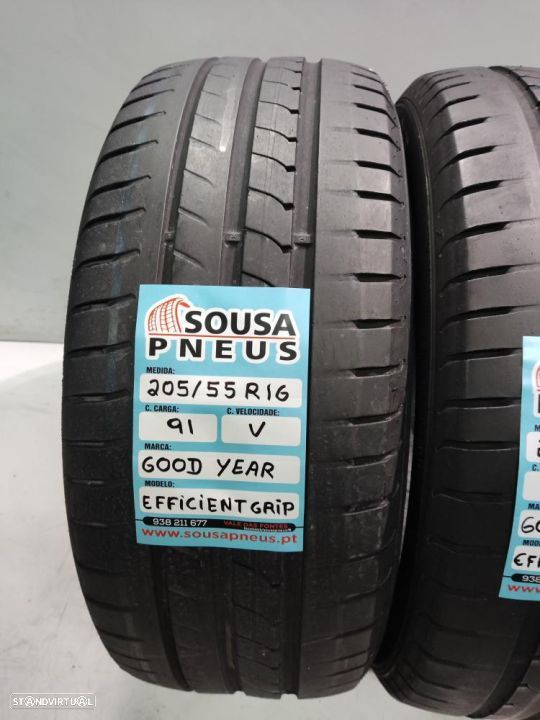 SOUSA
PNEUS
MEDIDA:
205/55 R16
C. CARGA: C. VELOCIDADE:
91 V
MARCA:
GOOD YEAR
MODELO:
EFFICIENT GRIP
938 211 677 VALE DAS FONTES
www.sousapneus.pt
STANDVIRTUAL